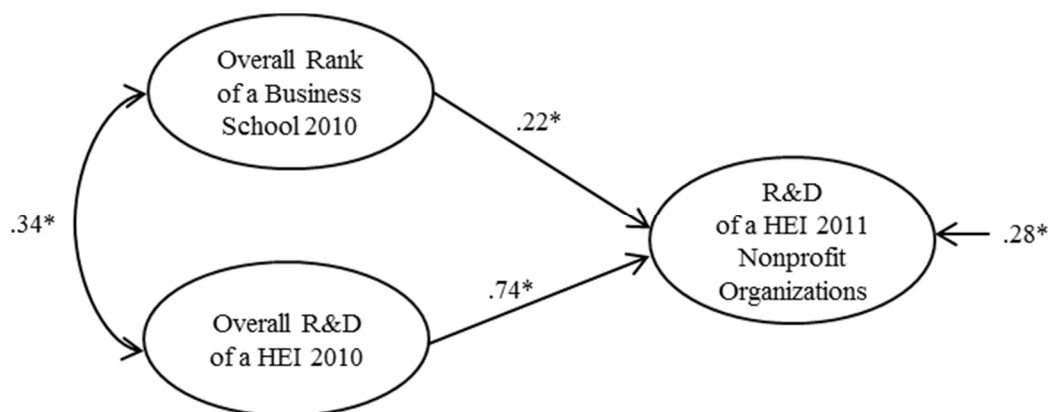 Overall Rank
of a Business
School 2010
.22*
R&D
of a HEI 2011
Nonprofit
Organizations
.28*
.34*
.74*
Overall R&D
of a HEI 2010